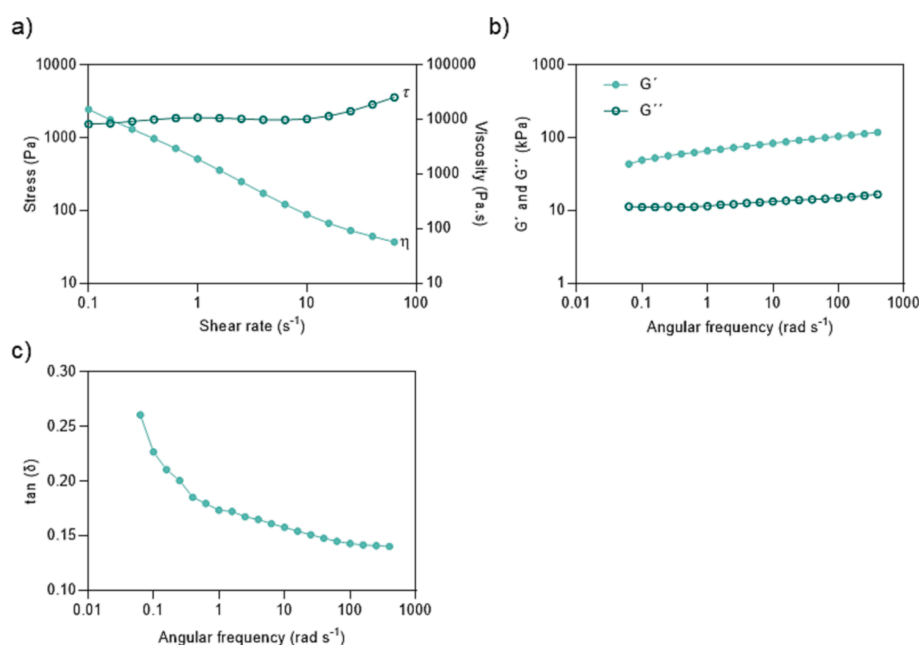 a)
10000
1000
100
10
Stress (Pa)
100000
10000
1000
100
10
Viscosity (Pa.s)
τ
η
0.1
1
10
100
Shear rate (s⁻¹)
b)
1000
100
10
1
G´ and G´´ (kPa)
G´
G´´
0.01
0.1
1
10
100
1000
Angular frequency (rad s⁻¹)
c)
0.30
0.25
0.20
0.15
0.10
tan (δ)
0.01
0.1
1
10
100
1000
Angular frequency (rad s⁻¹)